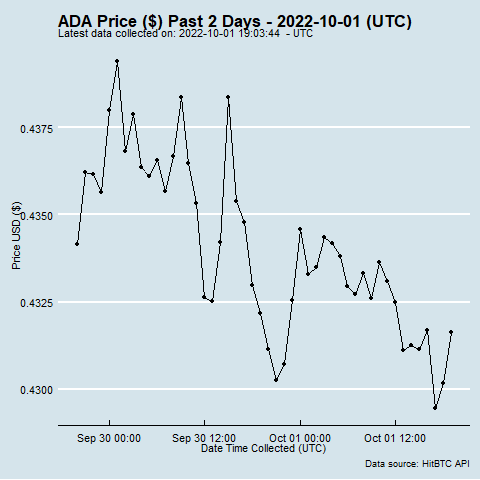 ADA Price ($) Past 2 Days - 2022-10-01 (UTC)
Latest data collected on: 2022-10-01 19:03:44  - UTC
0.4375
0.4350
0.4325
0.4300
Price USD ($)
Sep 30 00:00
Sep 30 12:00
Oct 01 00:00
Oct 01 12:00
Date Time Collected (UTC)
Data source: HitBTC API